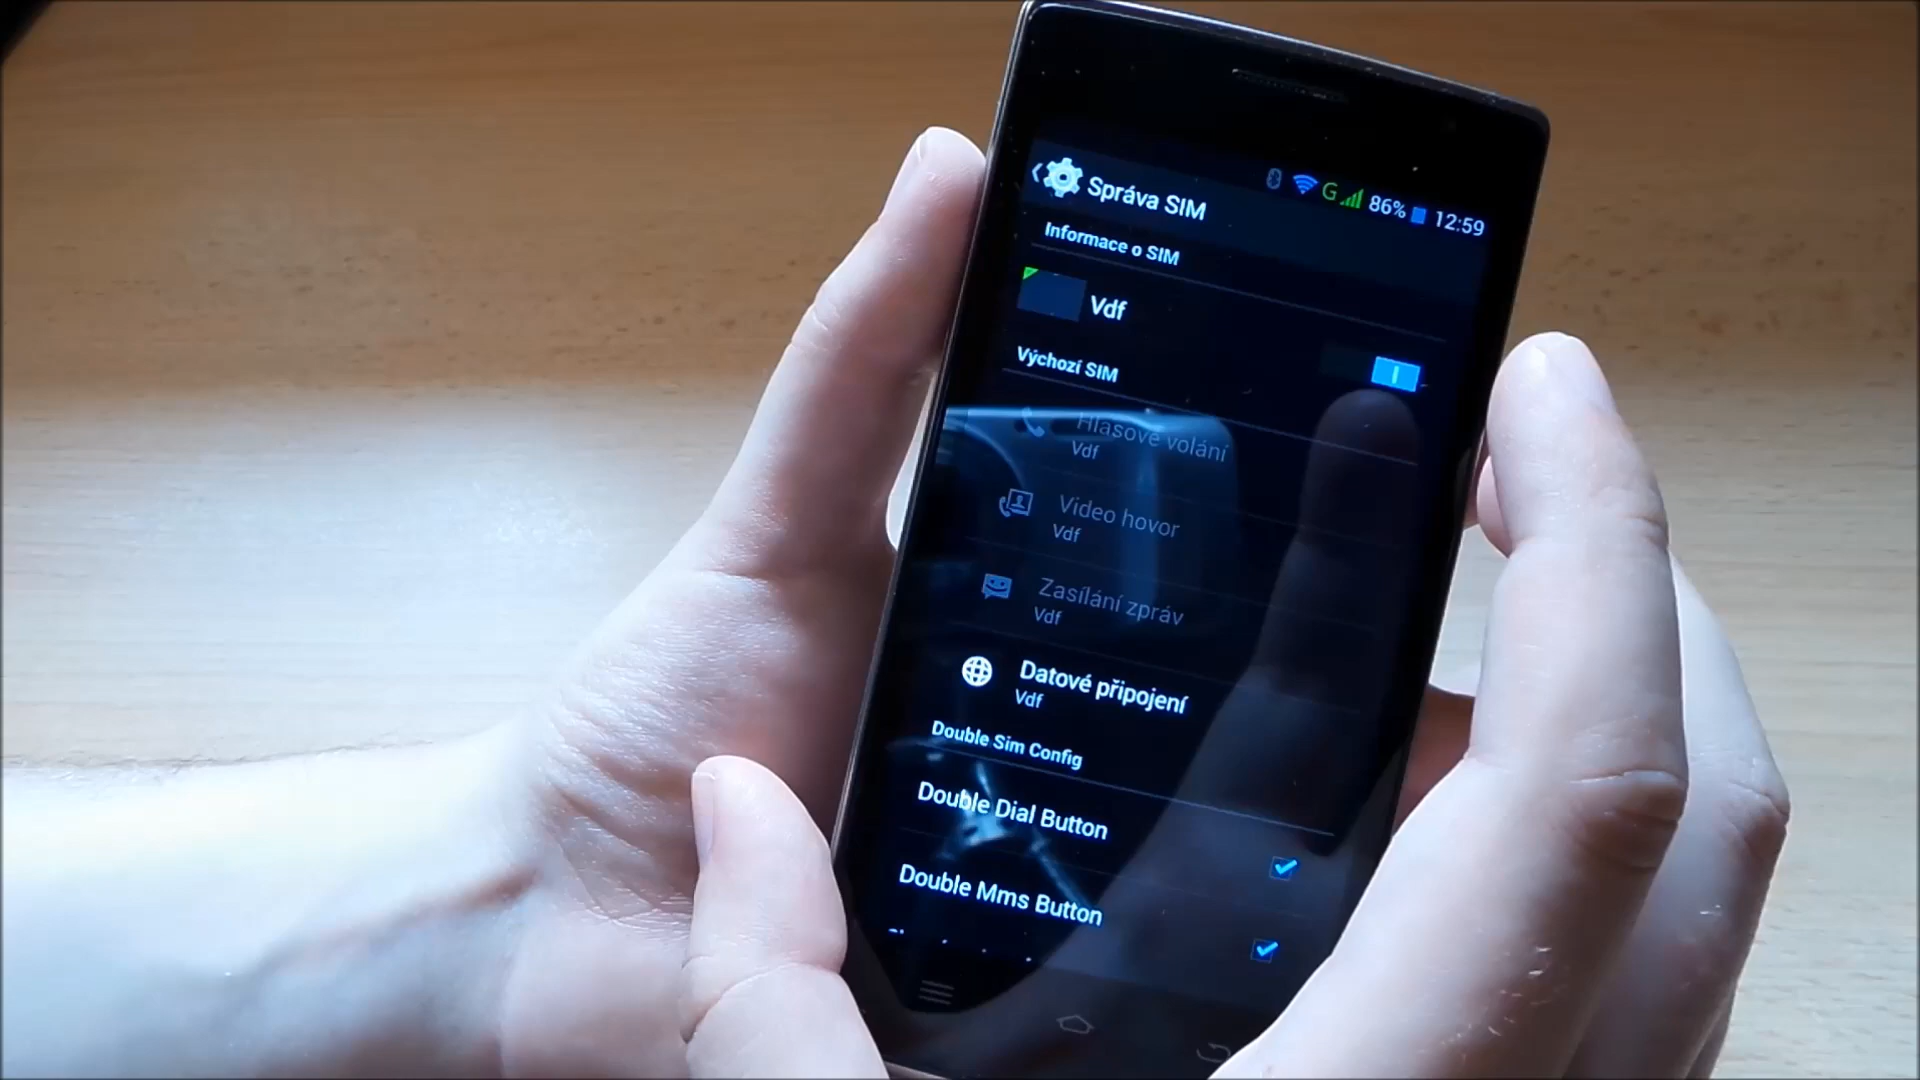 G 86% 12:59
Správa SIM
Informace o SIM
Vdf
Výchozí SIM
Hlasové volání
Vdf
Video hovor
Vdf
Zasílání zpráv
Vdf
Datové připojení
Vdf
Double Sim Config
Double Dial Button
Double Mms Button